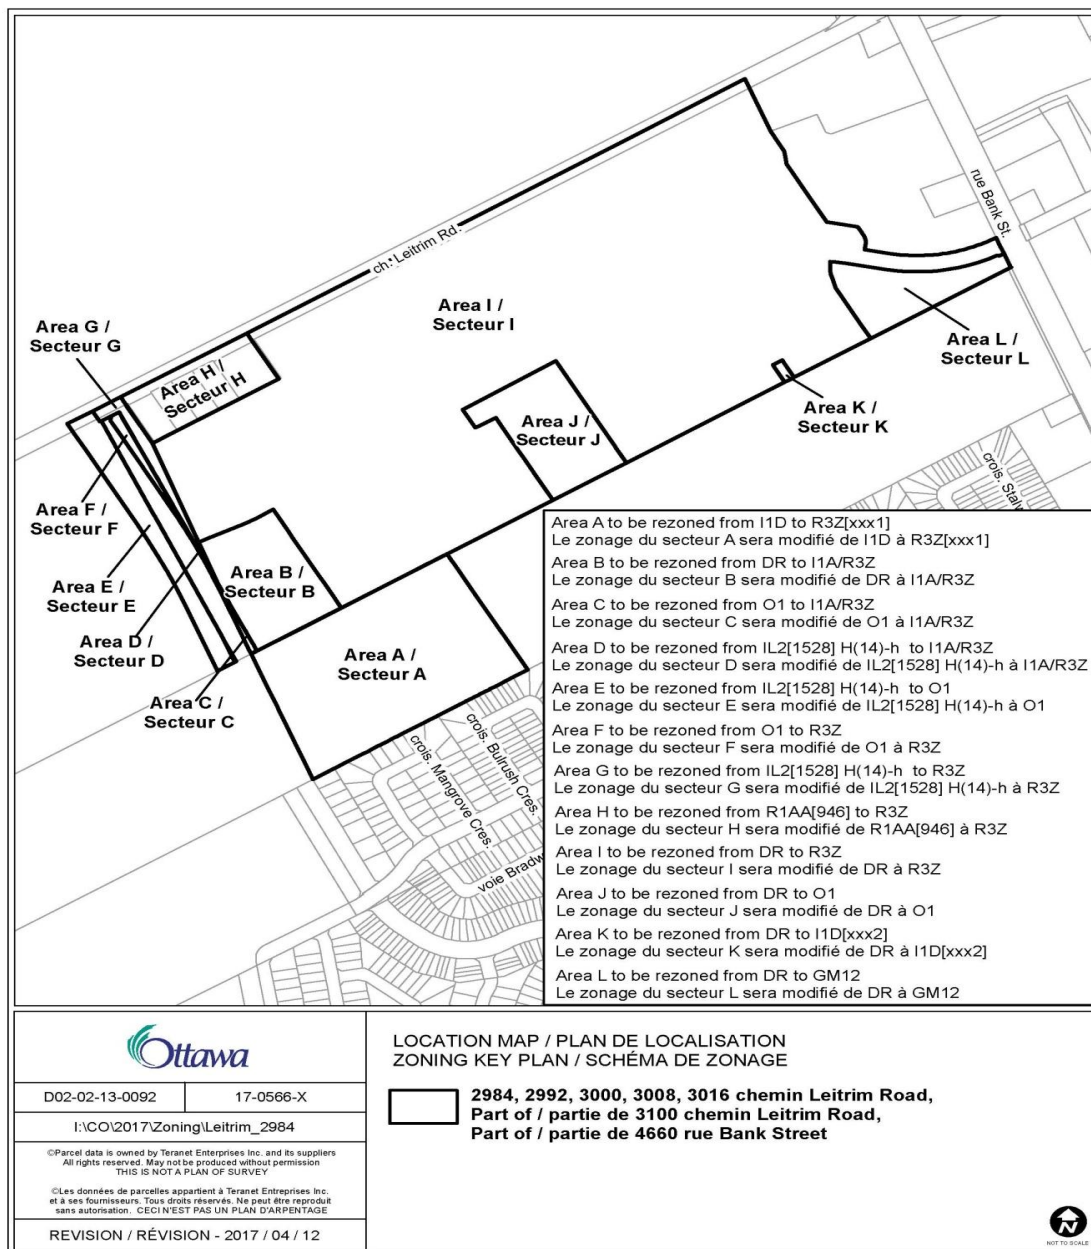 rue Bank St.
ch. Leitrim Rd.
Area I /
Secteur I
Area G /
Secteur G
Area H /
Secteur H
Area L /
Secteur L
Area K /
Secteur K
Area J /
Secteur J
Area F /
Secteur F
Area E /
Secteur E
Area D /
Secteur D
Area C /
Secteur C
Area B /
Secteur B
Area A /
Secteur A
crois. Mangrove Cres.
crois. Bulrush Cres.
voie Bradw
crois. Stalw
Area A to be rezoned from I1D to R3Z[xxx1]
Le zonage du secteur A sera modifié de I1D à R3Z[xxx1]
Area B to be rezoned from DR to I1A/R3Z
Le zonage du secteur B sera modifié de DR à I1A/R3Z
Area C to be rezoned from O1 to I1A/R3Z
Le zonage du secteur C sera modifié de O1 à I1A/R3Z
Area D to be rezoned from IL2[1528] H(14)-h to I1A/R3Z
Le zonage du secteur D sera modifié de IL2[1528] H(14)-h à I1A/R3Z
Area E to be rezoned from IL2[1528] H(14)-h to O1
Le zonage du secteur E sera modifié de IL2[1528] H(14)-h à O1
Area F to be rezoned from O1 to R3Z
Le zonage du secteur F sera modifié de O1 à R3Z
Area G to be rezoned from IL2[1528] H(14)-h to R3Z
Le zonage du secteur G sera modifié de IL2[1528] H(14)-h à R3Z
Area H to be rezoned from R1AA[946] to R3Z
Le zonage du secteur H sera modifié de R1AA[946] à R3Z
Area I to be rezoned from DR to R3Z
Le zonage du secteur I sera modifié de DR à R3Z
Area J to be rezoned from DR to O1
Le zonage du secteur J sera modifié de DR à O1
Area K to be rezoned from DR to I1D[xxx2]
Le zonage du secteur K sera modifié de DR à I1D[xxx2]
Area L to be rezoned from DR to GM12
Le zonage du secteur L sera modifié de DR à GM12
Ottawa
D02-02-13-0092
17-0566-X
I:\CO\2017\Zoning\Leitrim_2984
©Parcel data is owned by Teranet Enterprises Inc. and its suppliers
All rights reserved. May not be produced without permission
THIS IS NOT A PLAN OF SURVEY
©Les données de parcelles appartient à Teranet Entreprises Inc.
et à ses fournisseurs. Tous droits réservés. Ne peut être reproduit
sans autorisation. CECI N'EST PAS UN PLAN D'ARPENTAGE
REVISION / RÉVISION - 2017 / 04 / 12
LOCATION MAP / PLAN DE LOCALISATION
ZONING KEY PLAN / SCHÉMA DE ZONAGE
2984, 2992, 3000, 3008, 3016 chemin Leitrim Road,
Part of / partie de 3100 chemin Leitrim Road,
Part of / partie de 4660 rue Bank Street
N
NOT TO SCALE